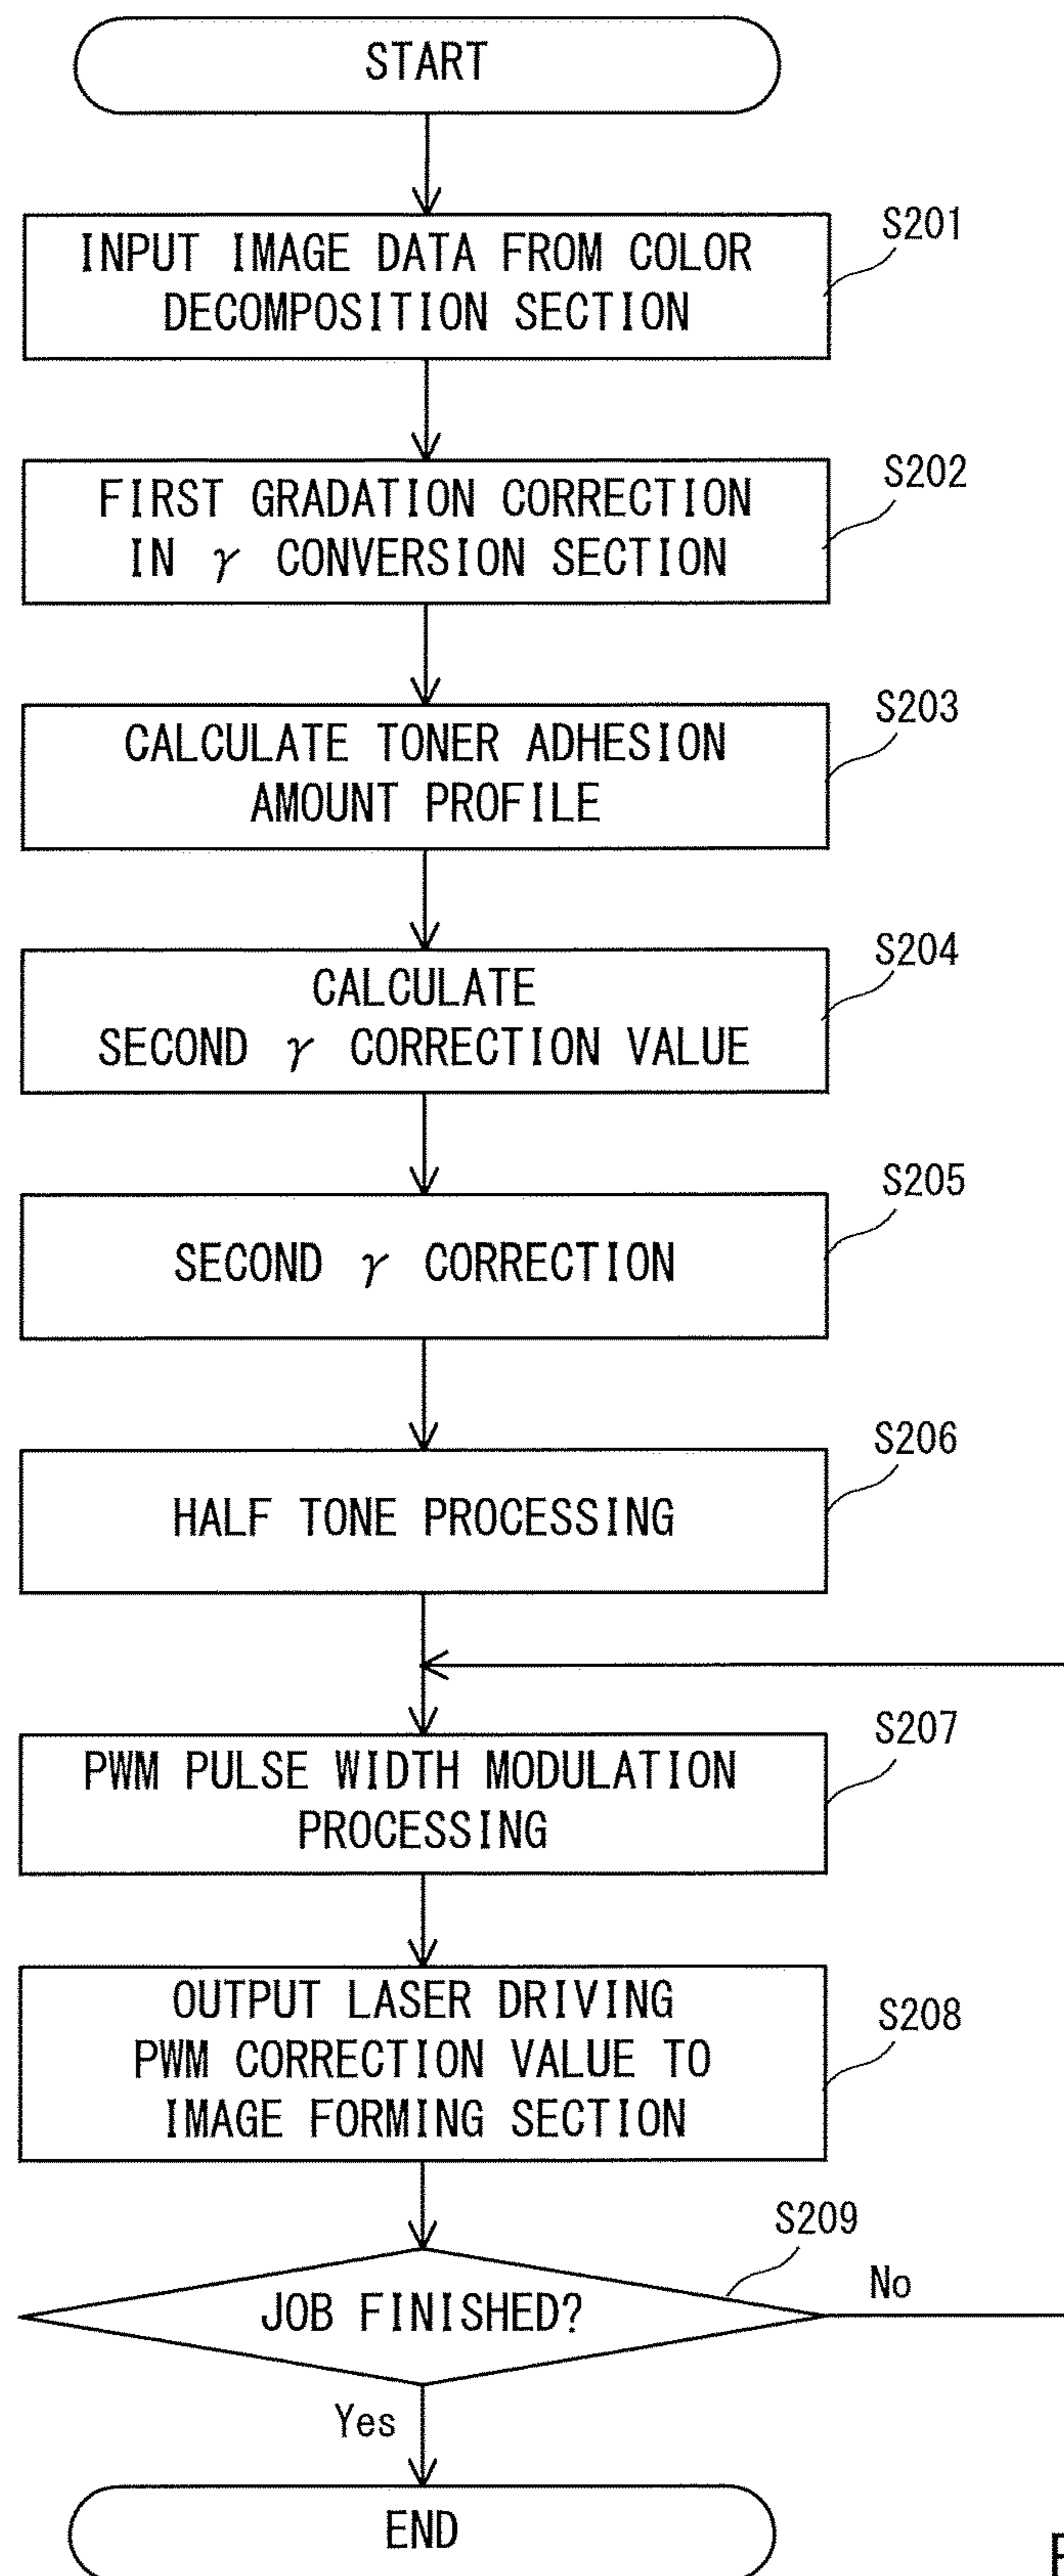 START
S201
INPUT IMAGE DATA FROM COLOR
DECOMPOSITION SECTION
S202
FIRST GRADATION CORRECTION
IN γ CONVERSION SECTION
S203
CALCULATE TONER ADHESION
AMOUNT PROFILE
S204
CALCULATE
SECOND γ CORRECTION VALUE
S205
SECOND γ CORRECTION
S206
HALF TONE PROCESSING
S207
PWM PULSE WIDTH MODULATION
PROCESSING
S208
OUTPUT LASER DRIVING
PWM CORRECTION VALUE TO
IMAGE FORMING SECTION
S209
JOB FINISHED?
No
Yes
END